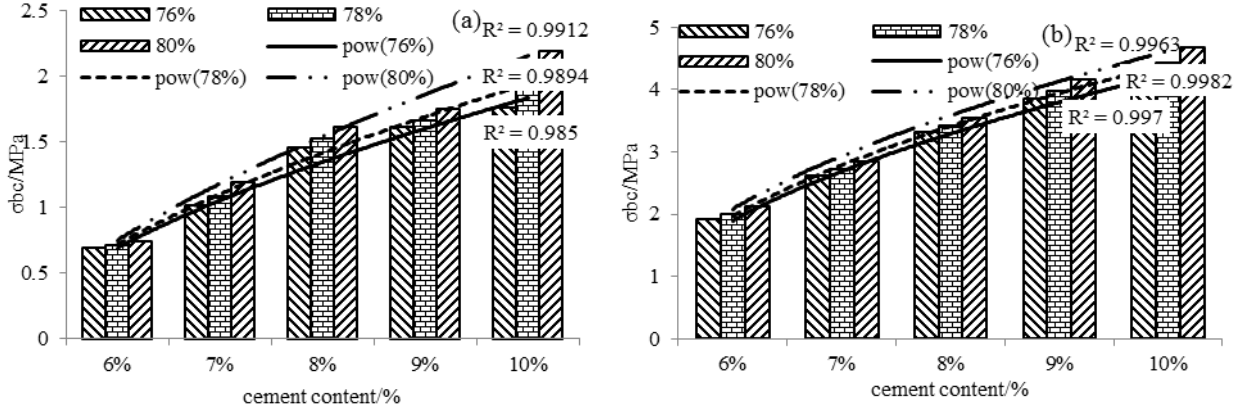 (a)
76%
78%
80%
pow(76%)
pow(78%)
pow(80%)
R² = 0.9912
R² = 0.9894
R² = 0.985
2.5
2
1.5
1
0.5
0
σbc/MPa
6%
7%
8%
9%
10%
cement content/%
(b)
76%
78%
80%
pow(76%)
pow(78%)
pow(80%)
R² = 0.9963
R² = 0.9982
R² = 0.997
5
4
3
2
1
0
σbc/MPa
6%
7%
8%
9%
10%
cement content/%